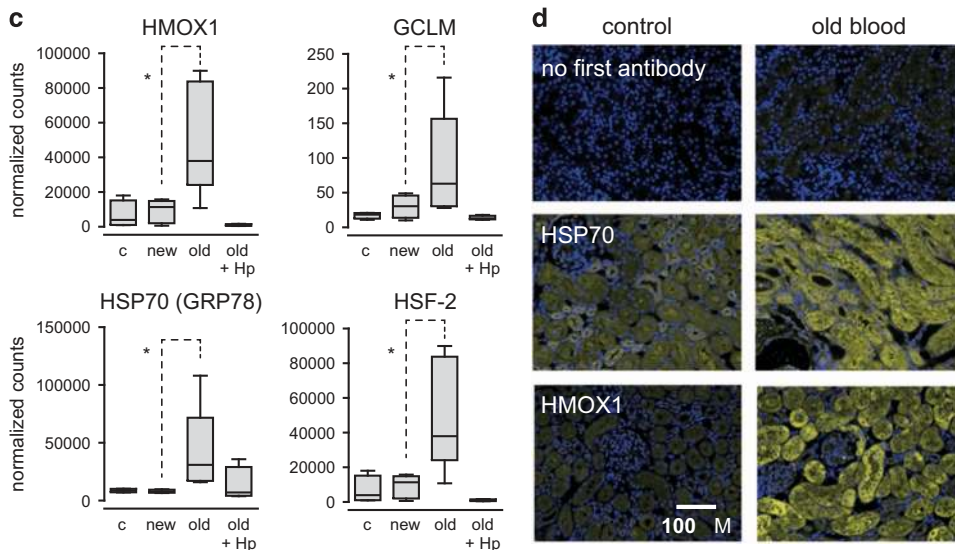 c
HMOX1
normalized counts
100000
80000
60000
40000
20000
0
*
c new old old + Hp
GCLM
250
200
150
100
50
0
*
c new old old + Hp
HSP70 (GRP78)
normalized counts
150000
100000
50000
0
*
c new old old + Hp
HSF-2
100000
80000
60000
40000
20000
0
*
c new old old + Hp
d
control old blood
no first antibody
HSP70
HMOX1
100 M